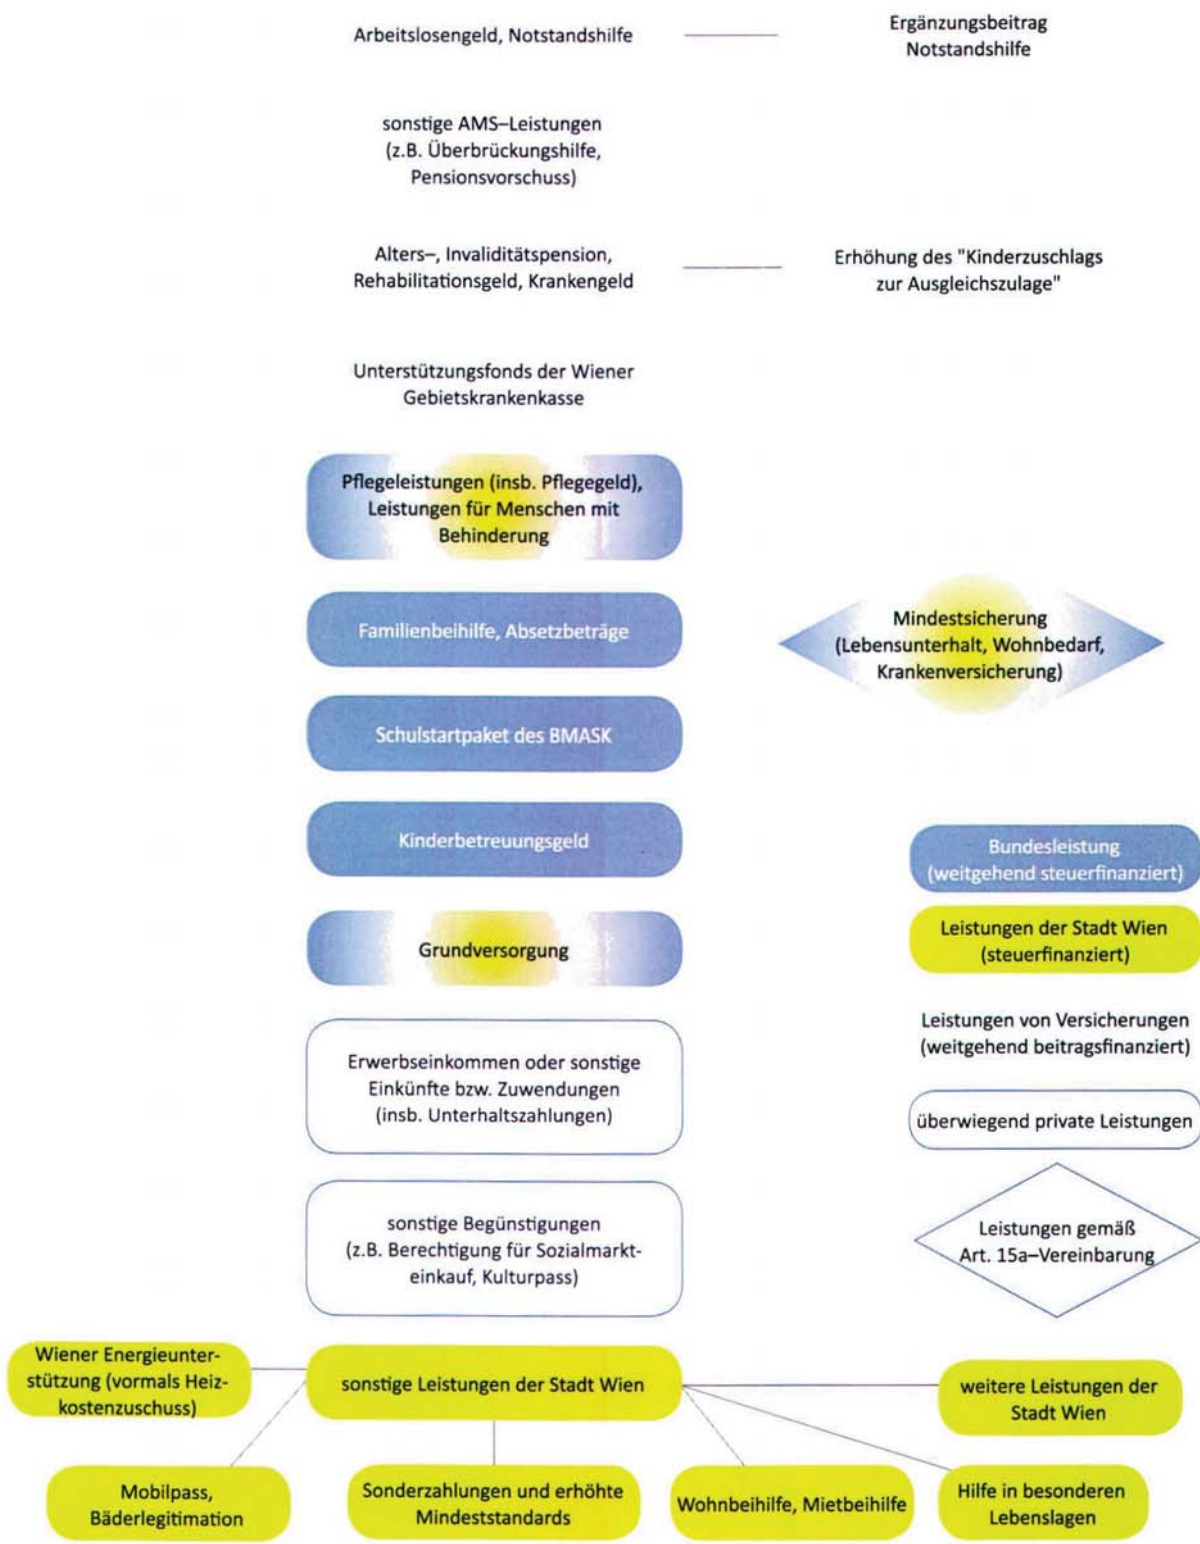 Arbeitslosengeld, Notstandshilfe
Ergänzungsbeitrag
Notstandshilfe
sonstige AMS–Leistungen
(z.B. Überbrückungshilfe,
Pensionsvorschuss)
Alters–, Invaliditätspension,
Rehabilitationsgeld, Krankengeld
Erhöhung des "Kinderzuschlags
zur Ausgleichszulage"
Unterstützungsfonds der Wiener
Gebietskrankenkasse
Pflegeleistungen (insb. Pflegegeld),
Leistungen für Menschen mit
Behinderung
Familienbeihilfe, Absetzbeträge
Mindestsicherung
(Lebensunterhalt, Wohnbedarf,
Krankenversicherung)
Schulstartpaket des BMASK
Kinderbetreuungsgeld
Grundversorgung
Erwerbseinkommen oder sonstige
Einkünfte bzw. Zuwendungen
(insb. Unterhaltszahlungen)
sonstige Begünstigungen
(z.B. Berechtigung für Sozialmarkt-
einkauf, Kulturpass)
Bundesleistung
(weitgehend steuerfinanziert)
Leistungen der Stadt Wien
(steuerfinanziert)
Leistungen von Versicherungen
(weitgehend beitragsfinanziert)
überwiegend private Leistungen
Leistungen gemäß
Art. 15a–Vereinbarung
Wiener Energieunter-
stützung (vormals Heiz-
kostenzuschuss)
sonstige Leistungen der Stadt Wien
weitere Leistungen der
Stadt Wien
Mobilpass,
Bäderlegitimation
Sonderzahlungen und erhöhte
Mindeststandards
Wohnbeihilfe, Mietbeihilfe
Hilfe in besonderen
Lebenslagen